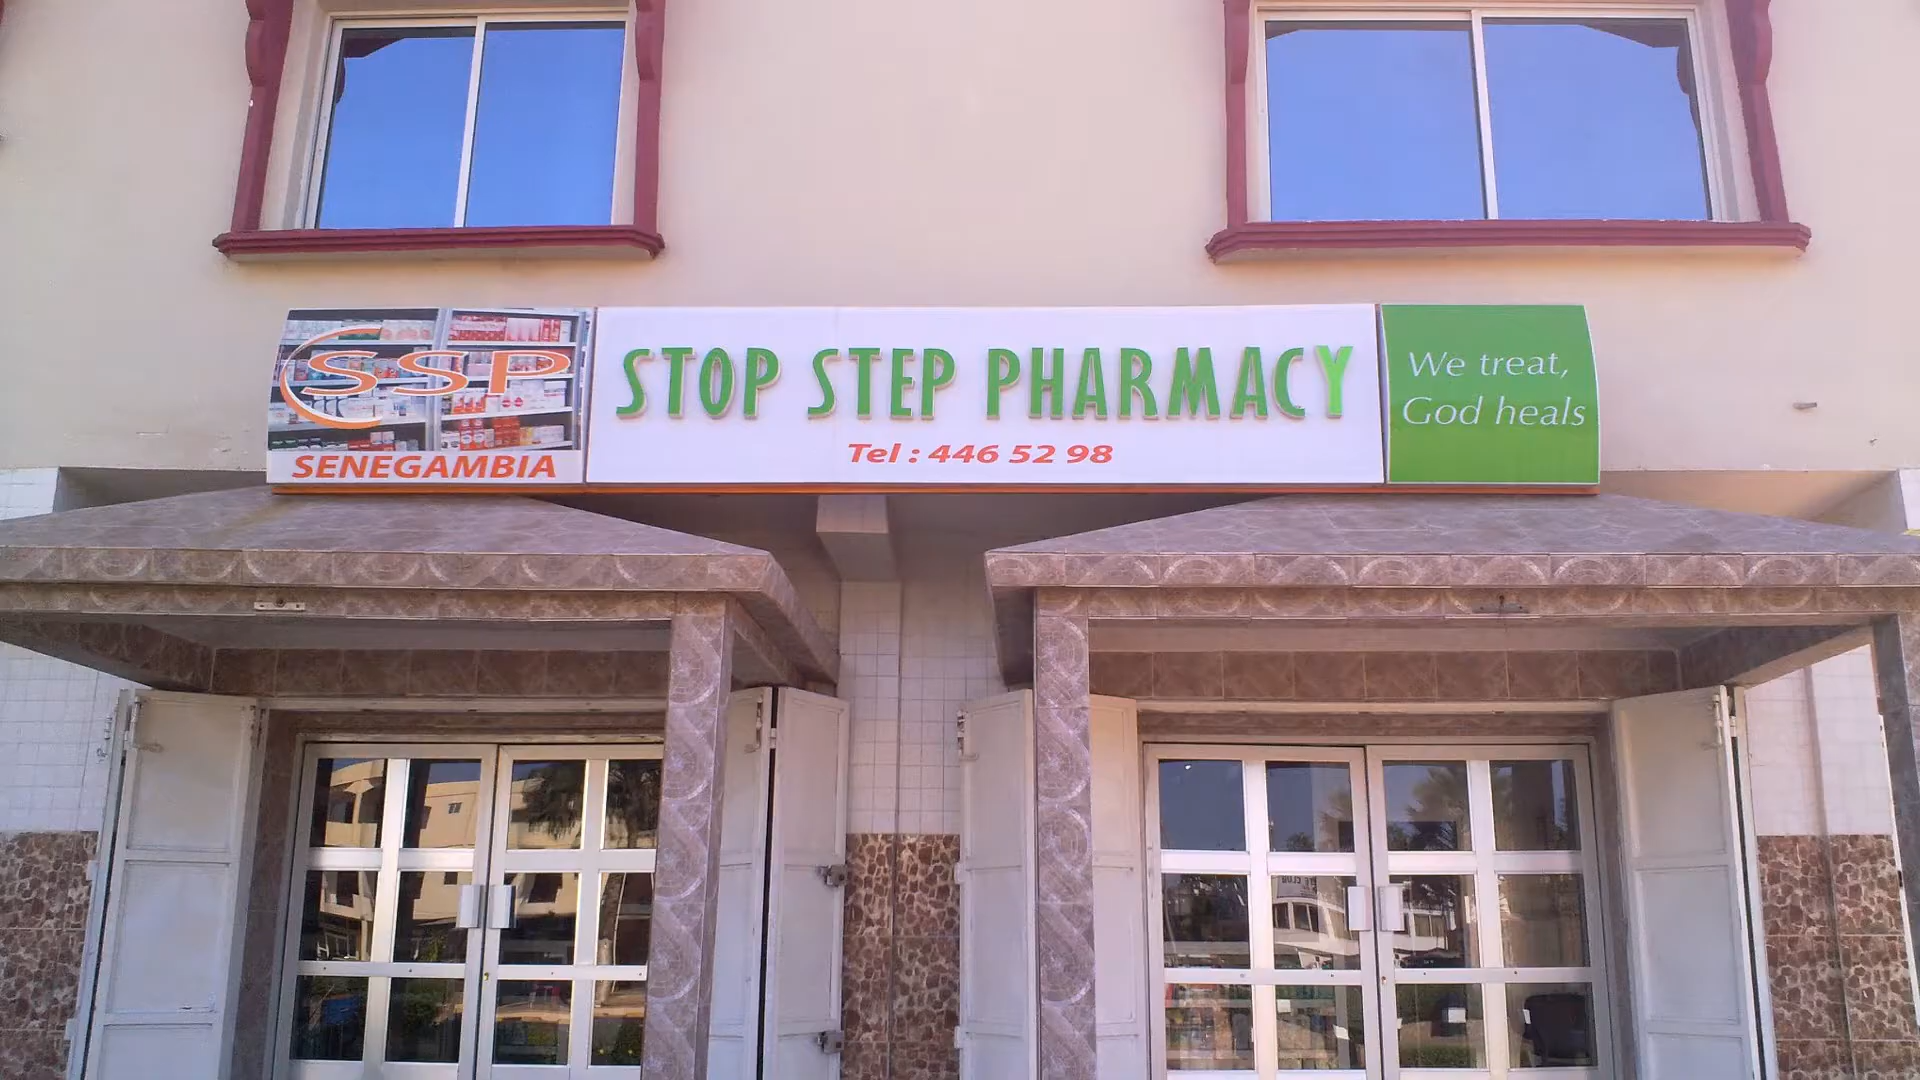 SSP
SENEGAMBIA
STOP STEP PHARMACY
Tel : 446 52 98
We treat,
God heals